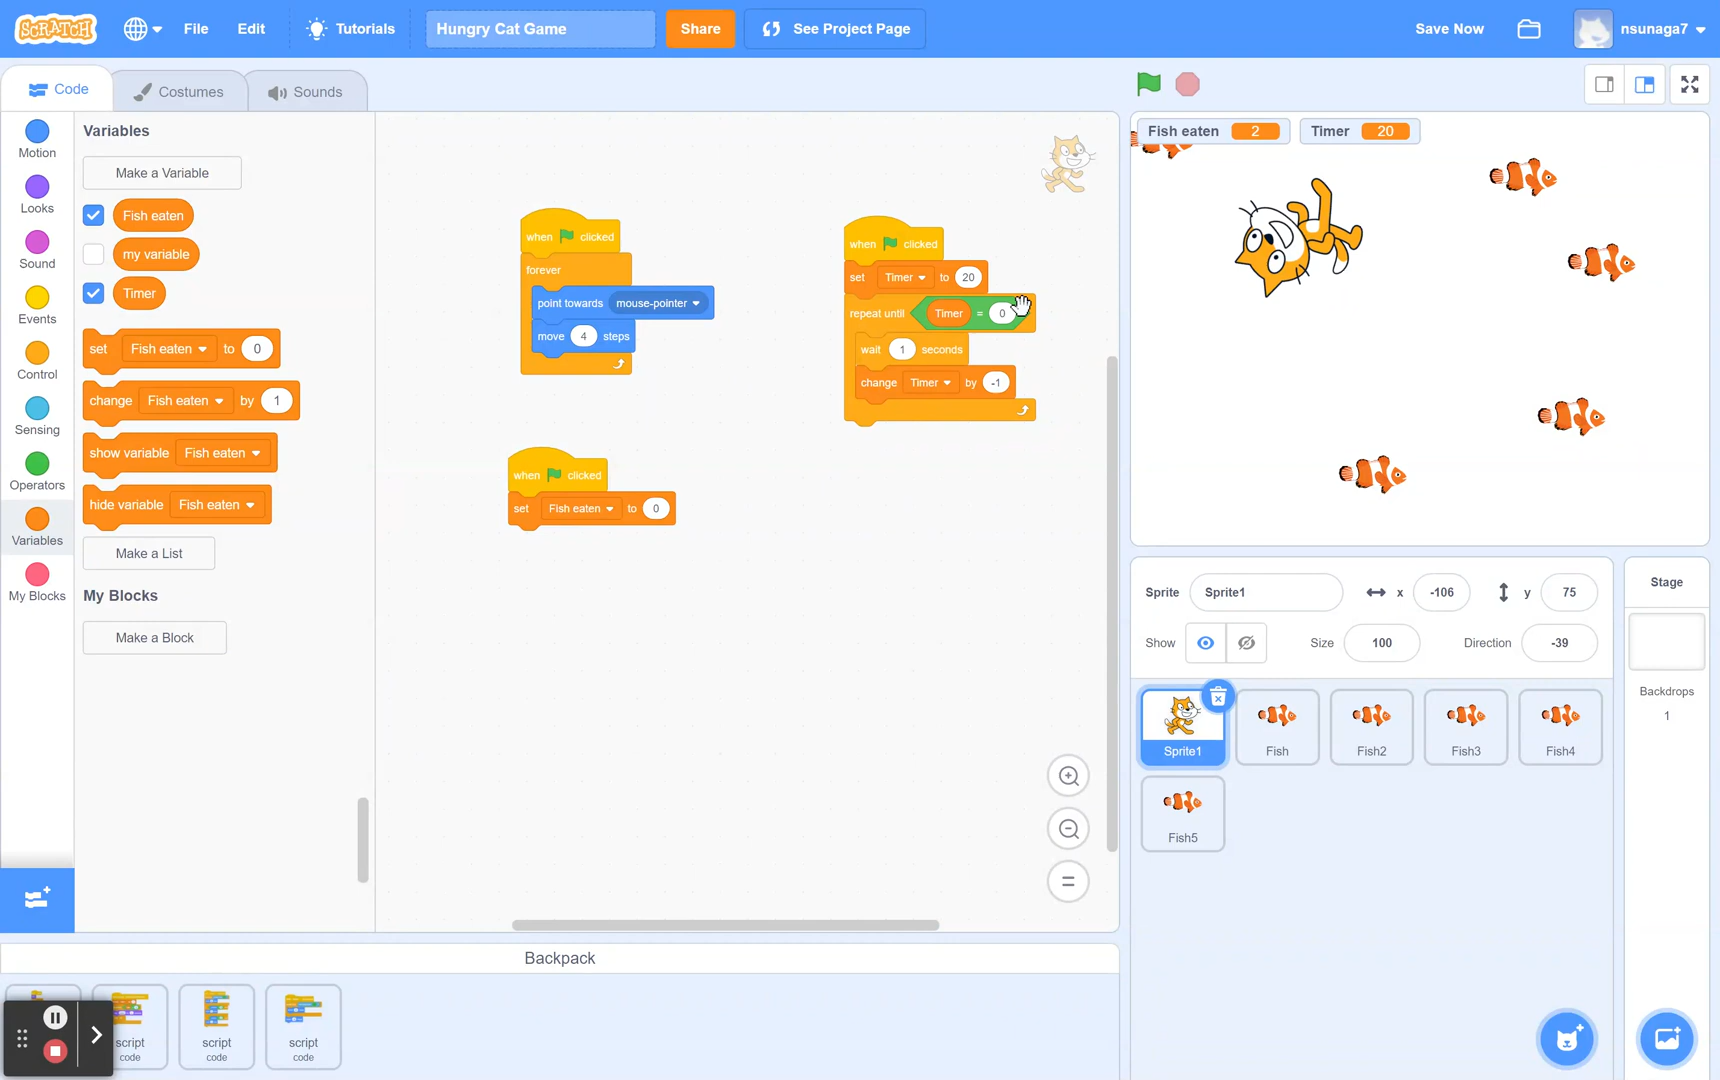 SCRATCH File Edit Tutorials Hungry Cat Game Share See Project Page Save Now nsunaga7
Code Costumes Sounds
Motion
Looks
Sound
Events
Control
Sensing
Operators
Variables
My Blocks
Variables
Make a Variable
Fish eaten
my variable
Timer
set Fish eaten to 0
change Fish eaten by 1
show variable Fish eaten
hide variable Fish eaten
Make a List
My Blocks
Make a Block
when clicked
forever
point towards mouse-pointer
move 4 steps
when clicked
set Fish eaten to 0
when clicked
set Timer to 20
repeat until Timer = 0
wait 1 seconds
change Timer by -1
Fish eaten 2 Timer 20
Sprite Sprite1 x -106 y 75
Show Size 100 Direction -39
Sprite1 Fish Fish2 Fish3 Fish4
Fish5
Stage
Backdrops
1
Backpack
script script script
code code code